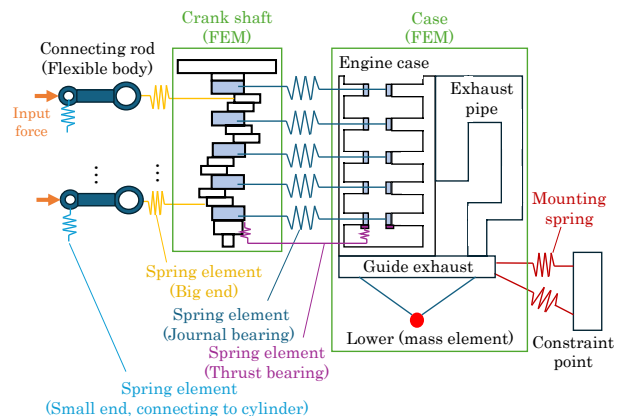 Crank shaft
(FEM)
Case
(FEM)
Connecting rod
(Flexible body)
Engine case
Exhaust
pipe
Input
force
...
...
Mounting
spring
Guide exhaust
Spring element
(Big end)
Spring element
(Journal bearing)
Lower (mass element)
Constraint
point
Spring element
(Thrust bearing)
Spring element
(Small end, connecting to cylinder)